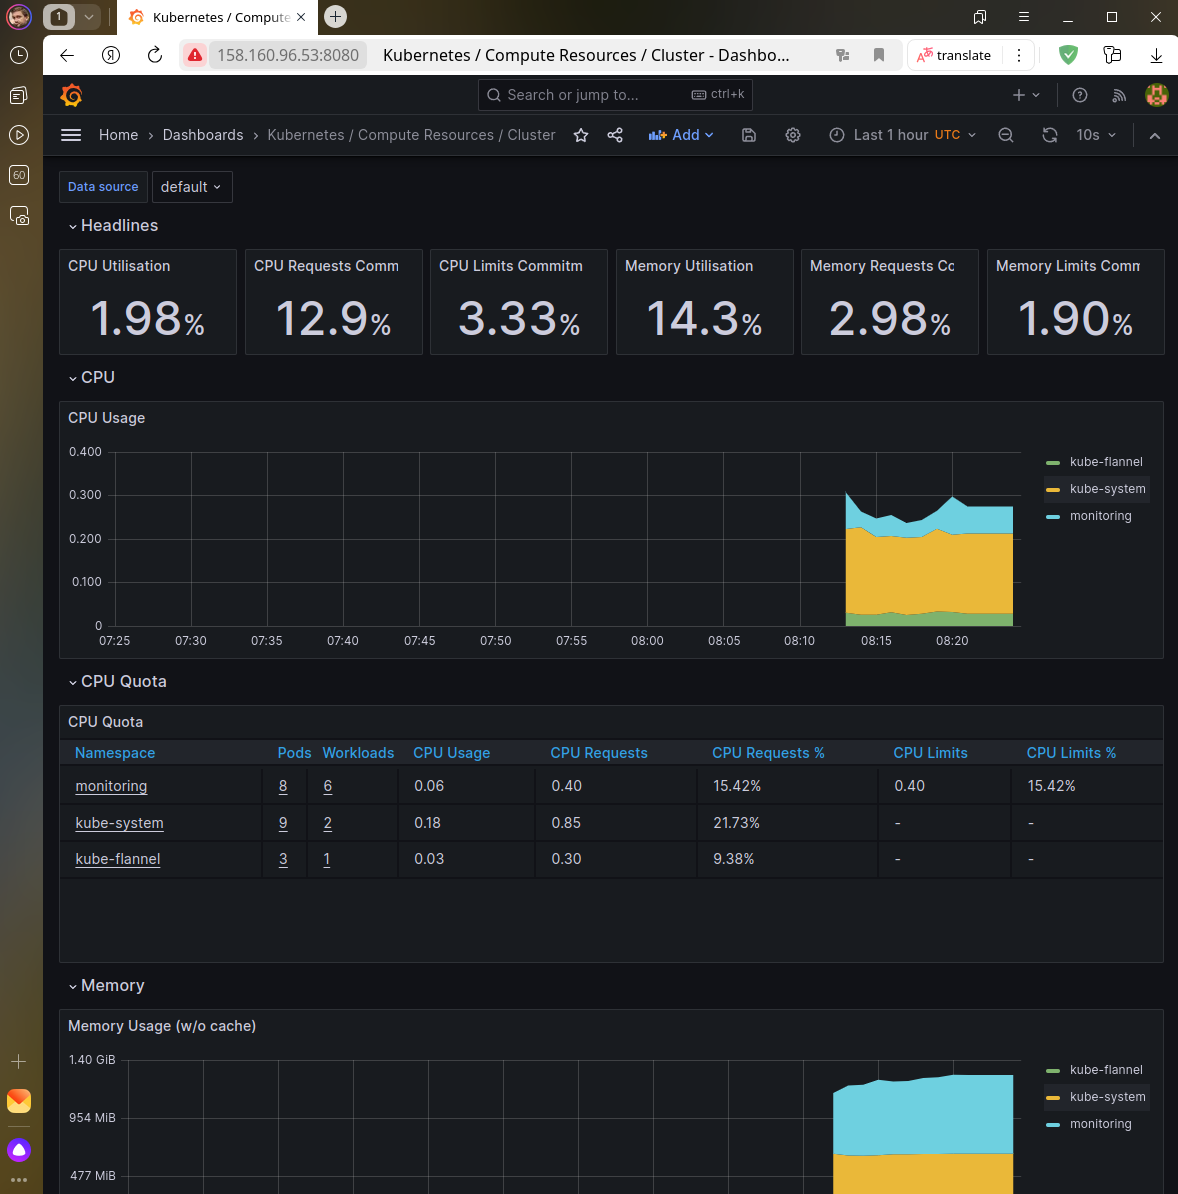 1
Kubernetes / Compute
Я
158.160.96.53:8080
Kubernetes / Compute Resources / Cluster - Dashbo...
translate
Search or jump to...
ctrl+k
Home
Dashboards
Kubernetes / Compute Resources / Cluster
Add
Last 1 hour UTC
10s
60
Data source
default
Headlines
CPU Utilisation
CPU Requests Comm
CPU Limits Commitm
Memory Utilisation
Memory Requests Cc
Memory Limits Comm
1.98%
12.9%
3.33%
14.3%
2.98%
1.90%
CPU
CPU Usage
0.400
0.300
0.200
0.100
0
07:25
07:30
07:35
07:40
07:45
07:50
07:55
08:00
08:05
08:10
08:15
08:20
kube-flannel
kube-system
monitoring
CPU Quota
CPU Quota
Namespace Pods Workloads CPU Usage CPU Requests CPU Requests % CPU Limits CPU Limits %
monitoring 8 6 0.06 0.40 15.42% 0.40 15.42%
kube-system 9 2 0.18 0.85 21.73% - -
kube-flannel 3 1 0.03 0.30 9.38% - -
Memory
Memory Usage (w/o cache)
1.40 GiB
954 MiB
477 MiB
kube-flannel
kube-system
monitoring